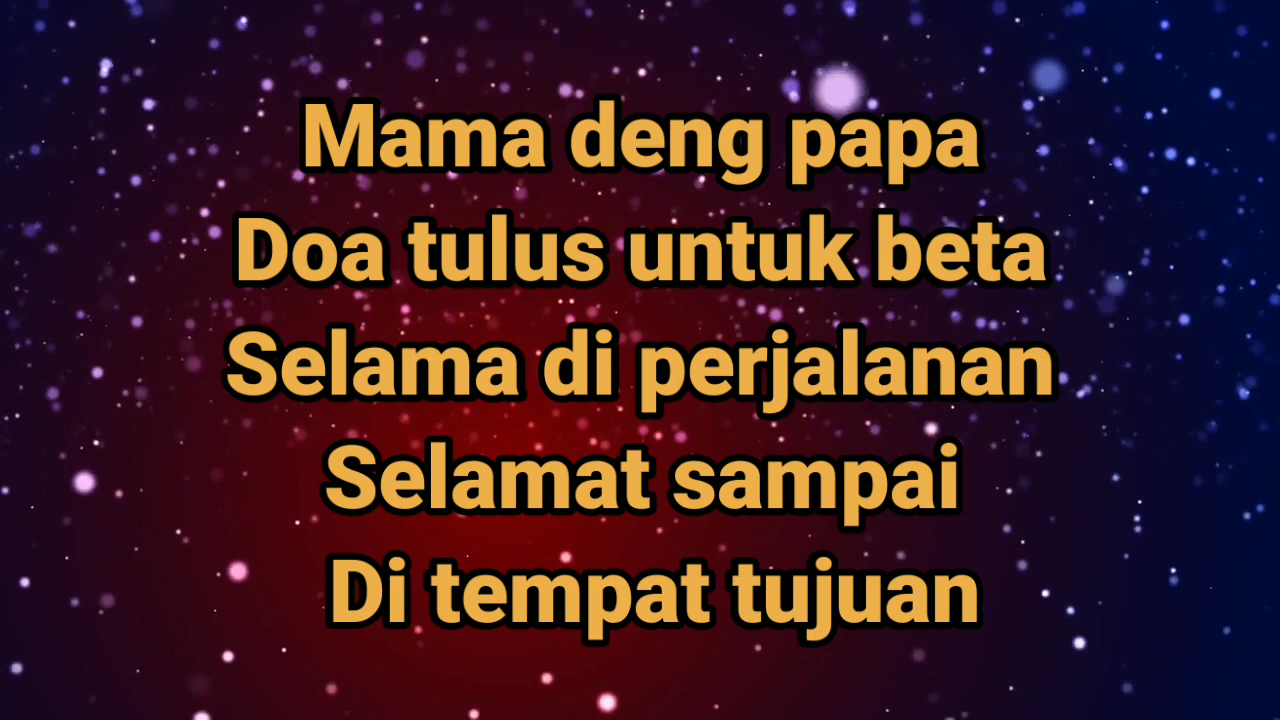 Mama deng papa
Doa tulus untuk beta
Selama di perjalanan
Selamat sampai
Di tempat tujuan